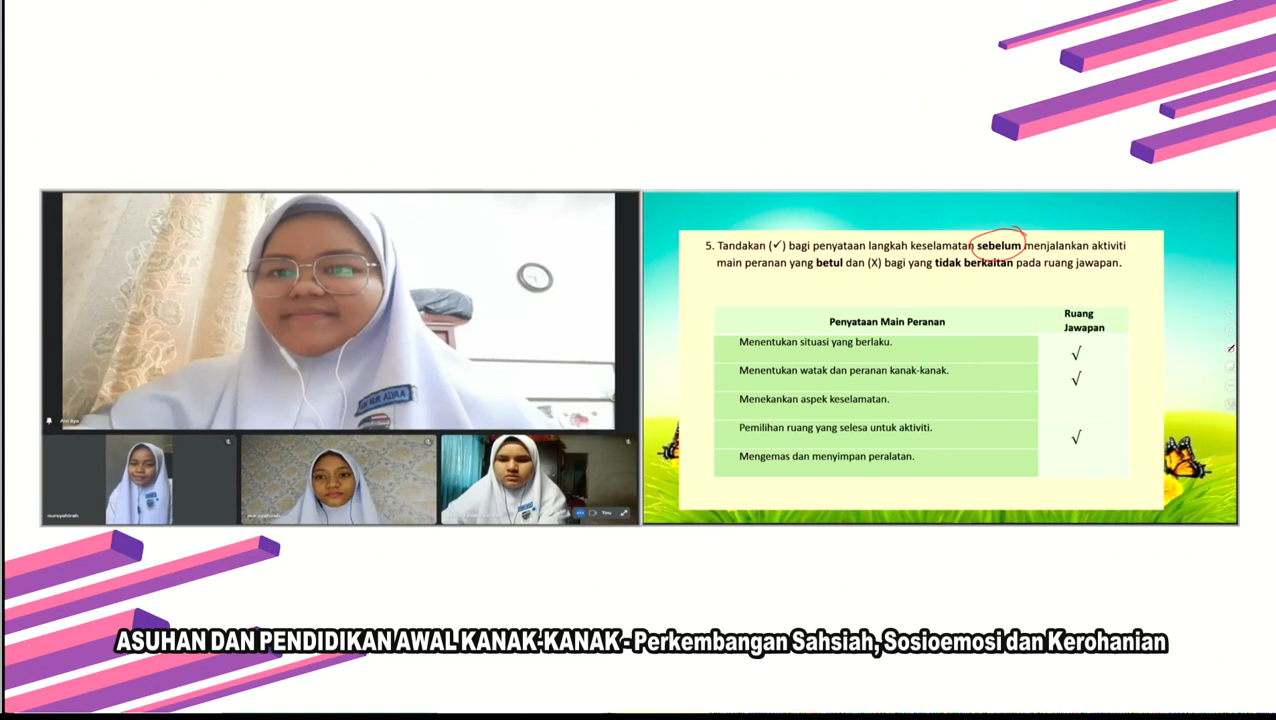 5. Tandakan (✓) bagi penyataan langkah keselamatan sebelum menjalankan aktiviti
main peranan yang betul dan (X) bagi yang tidak berkaitan pada ruang jawapan.
Penyataan Main Peranan
Ruang
Jawapan
Menentukan situasi yang berlaku.
√
Menentukan watak dan peranan kanak-kanak.
√
Menekankan aspek keselamatan.
Pemilihan ruang yang selesa untuk aktiviti.
√
Mengemas dan menyimpan peralatan.
nursyahirah
You
ASUHAN DAN PENDIDIKAN AWAL KANAK-KANAK - Perkembangan Sahsiah, Sosioemosi dan Kerohanian